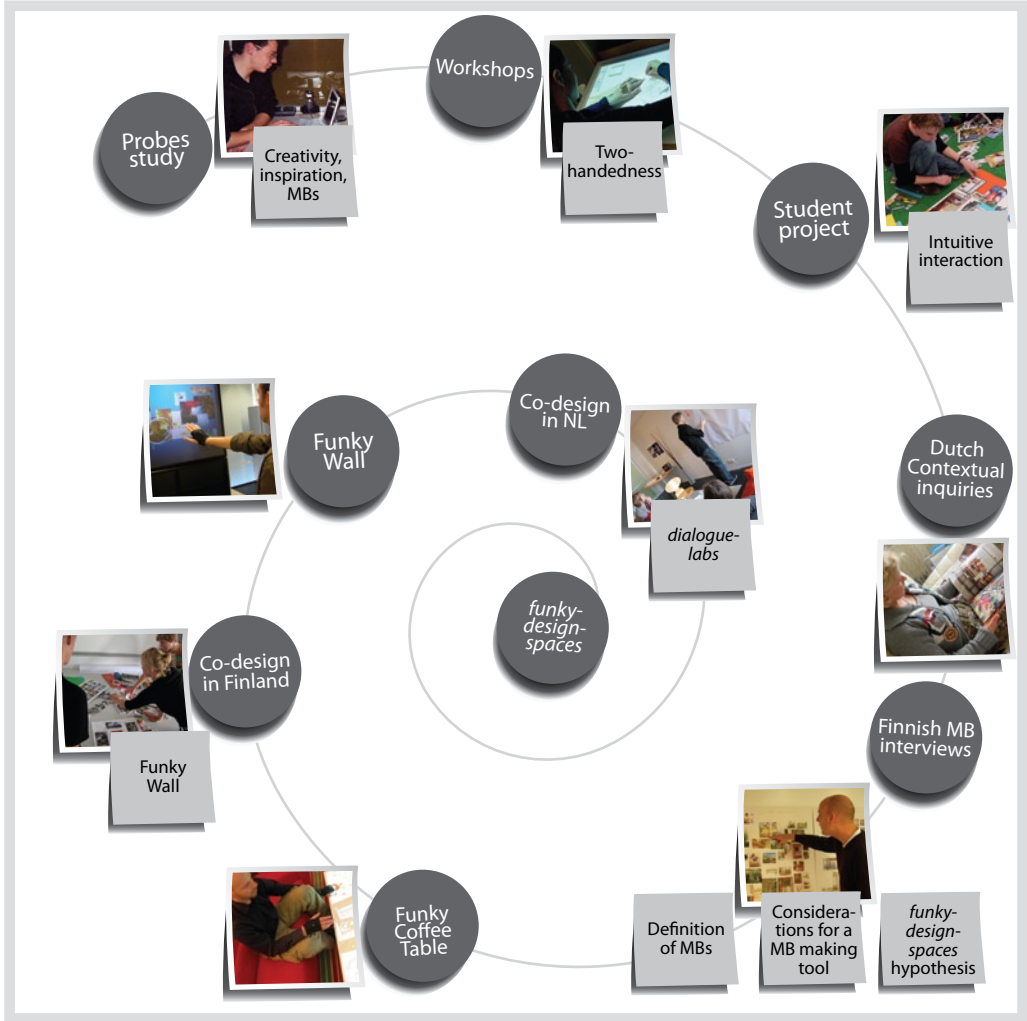 Probes
study
Creativity,
inspiration,
MBs
Workshops
Two-
handedness
Student
project
Intuitive
interaction
Dutch
Contextual
inquiries
Finnish MB
interviews
Definition
of MBs
Considera-
tions for a
MB making
tool
funky-
design-
spaces
hypothesis
Funky
Coffee
Table
Co-design
in Finland
Funky
Wall
Funky
Wall
Co-design
in NL
dialogue-
labs
funky-
design-
spaces